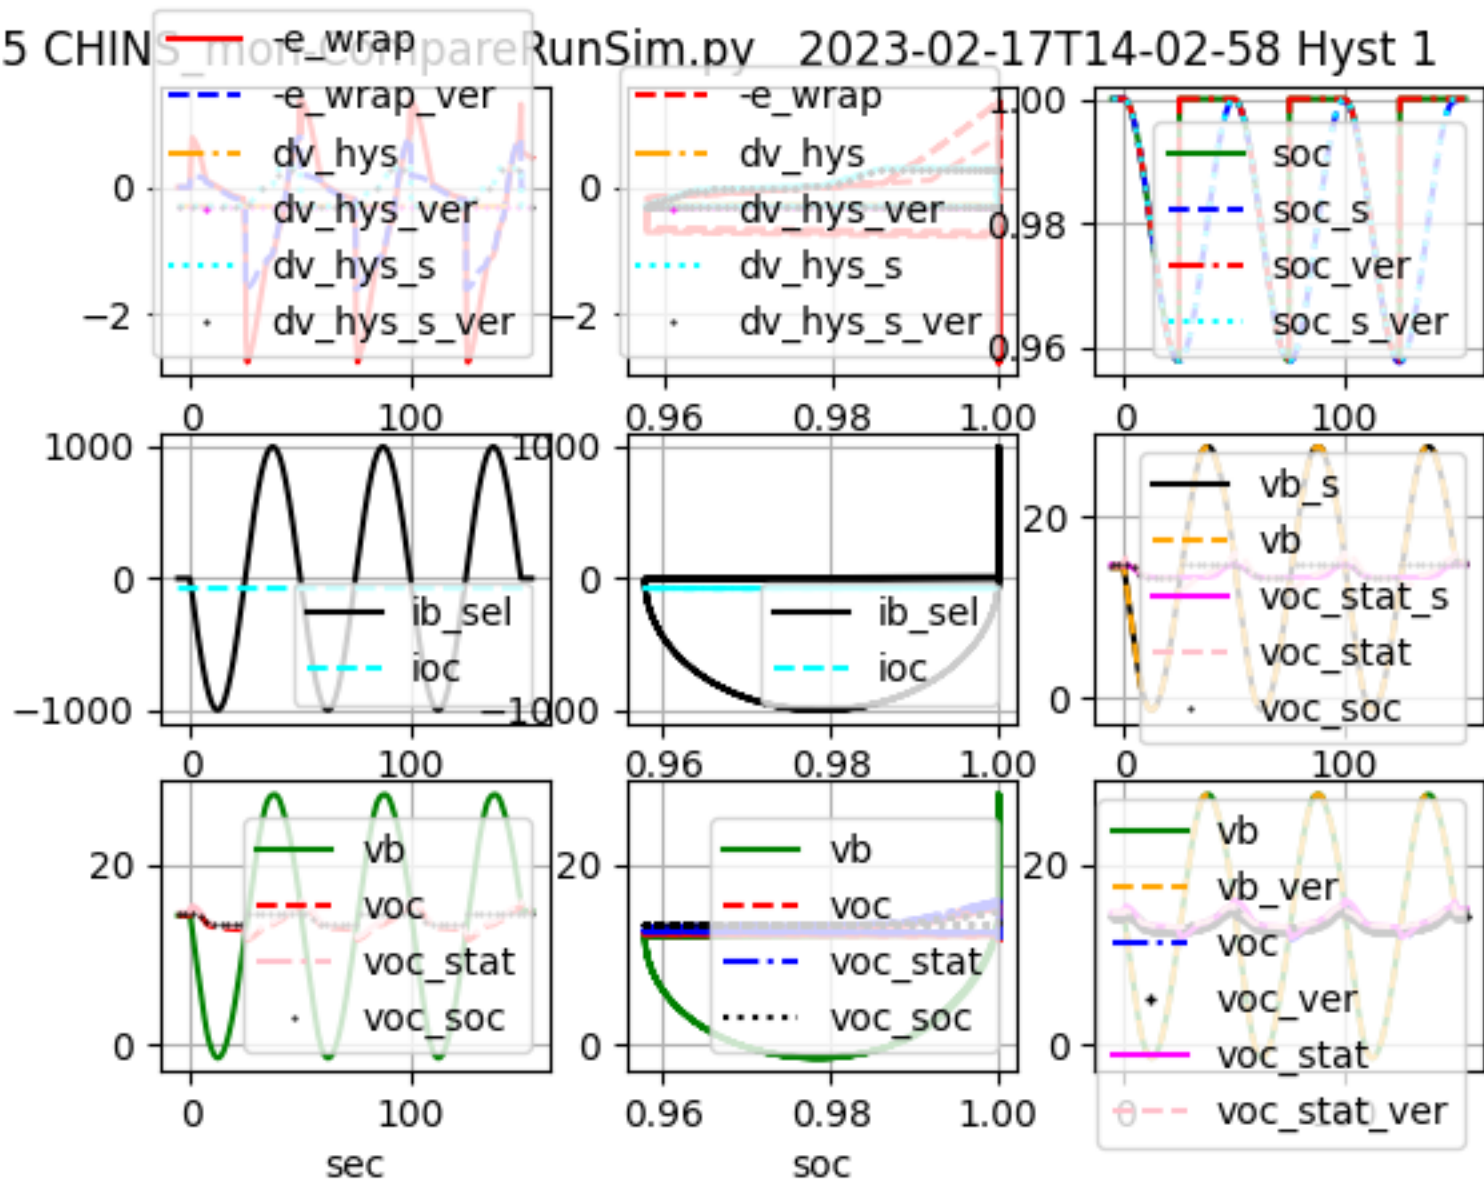 5 CHINS_mon-CompareRunSim.py 2023-02-17T14-02-58 Hyst 1
-e_wrap
-e_wrap_ver
dv_hys
dv_hys_ver
dv_hys_s
dv_hys_s_ver
0
−2
0
100
-e_wrap
dv_hys
dv_hys_ver
dv_hys_s
dv_hys_s_ver
0
−2
0.96
0.98
1.00
soc
soc_s
soc_ver
soc_s_ver
1.00
0.98
0.96
0
100
1000
0
−1000
ib_sel
ioc
0
100
1000
0
−1000
ib_sel
ioc
0.96
0.98
1.00
20
0
vb_s
vb
voc_stat_s
voc_stat
voc_soc
0
100
20
0
vb
voc
voc_stat
voc_soc
0
100
sec
20
0
vb
voc
voc_stat
voc_soc
0.96
0.98
1.00
soc
20
0
vb
vb_ver
voc
voc_ver
voc_stat
voc_stat_ver
0